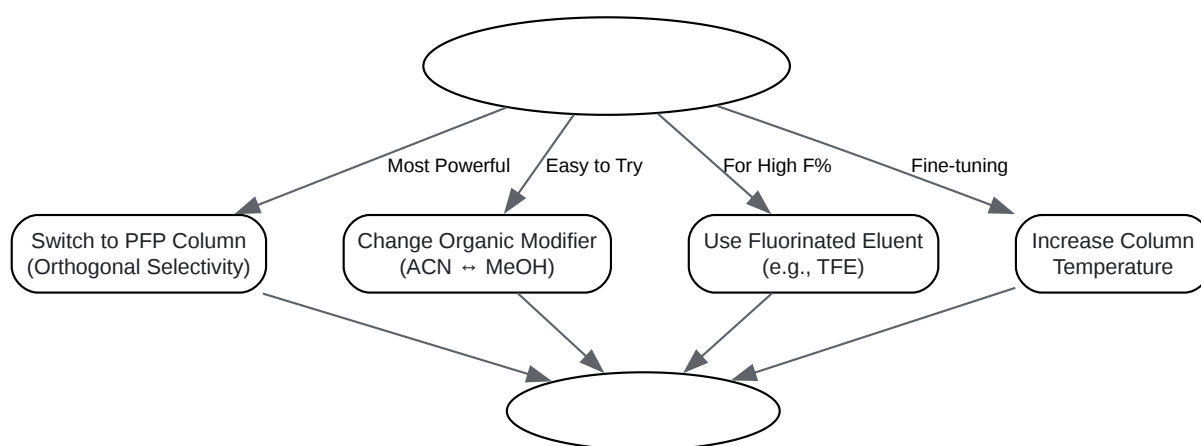 Most Powerful
Easy to Try
For High F%
Fine-tuning
Switch to PFP Column
(Orthogonal Selectivity)
Change Organic Modifier
(ACN ↔ MeOH)
Use Fluorinated Eluent
(e.g., TFE)
Increase Column
Temperature